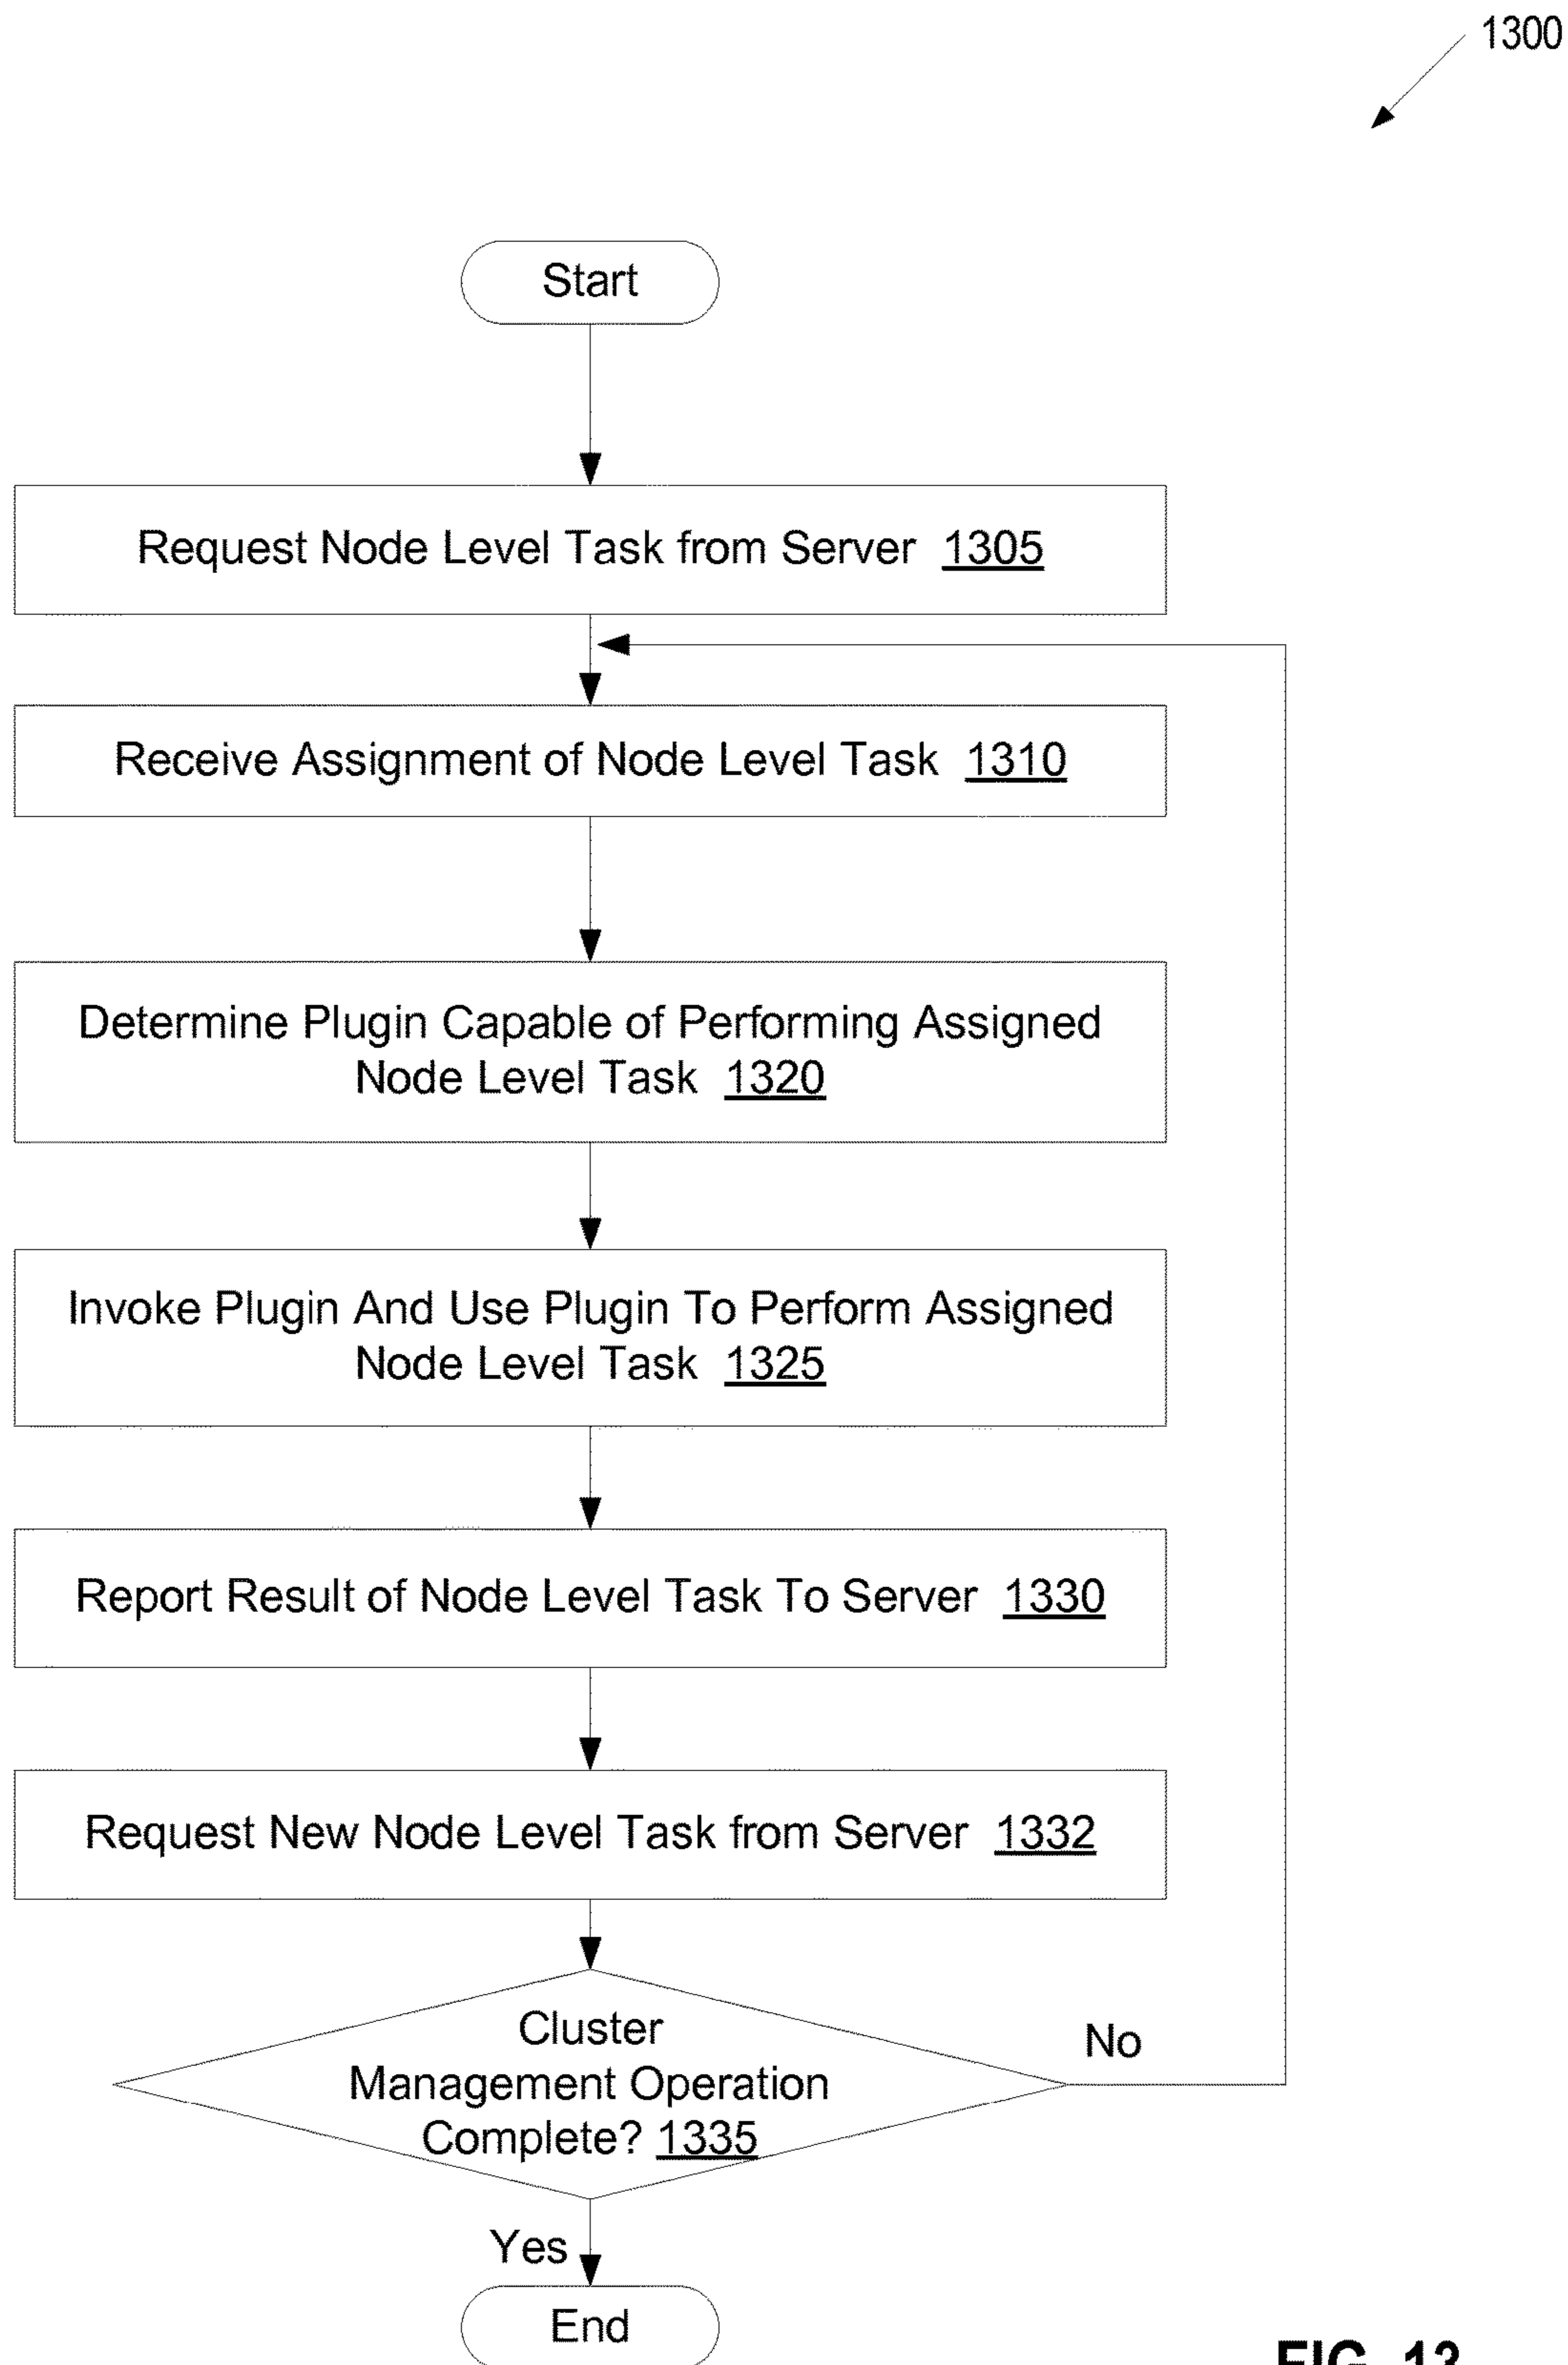 1300
Start
Request Node Level Task from Server 1305
Receive Assignment of Node Level Task 1310
Determine Plugin Capable of Performing Assigned
Node Level Task 1320
Invoke Plugin And Use Plugin To Perform Assigned
Node Level Task 1325
Report Result of Node Level Task To Server 1330
Request New Node Level Task from Server 1332
Cluster
Management Operation
Complete? 1335
No
Yes
End
FIG. 13